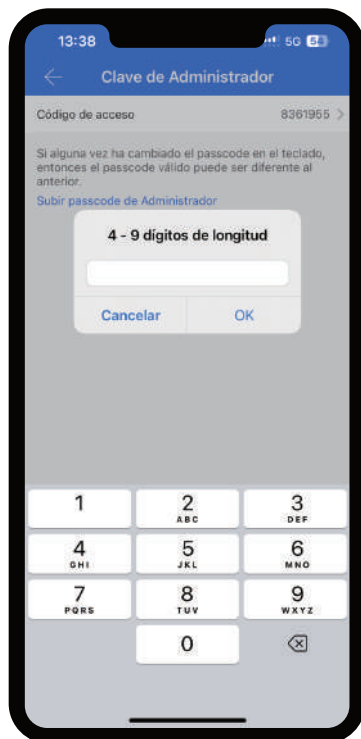 13:38
5G 54
Clave de Administrador
Código de acceso 8361955
Si alguna vez ha cambiado el passcode en el teclado,
entonces el passcode válido puede ser diferente al
anterior.
Subir passcode de Administrador
4 - 9 dígitos de longitud
Cancelar OK
1 2 3
ABC DEF
4 5 6
GHI JKL MNO
7 8 9
PQRS TUV WXYZ
0